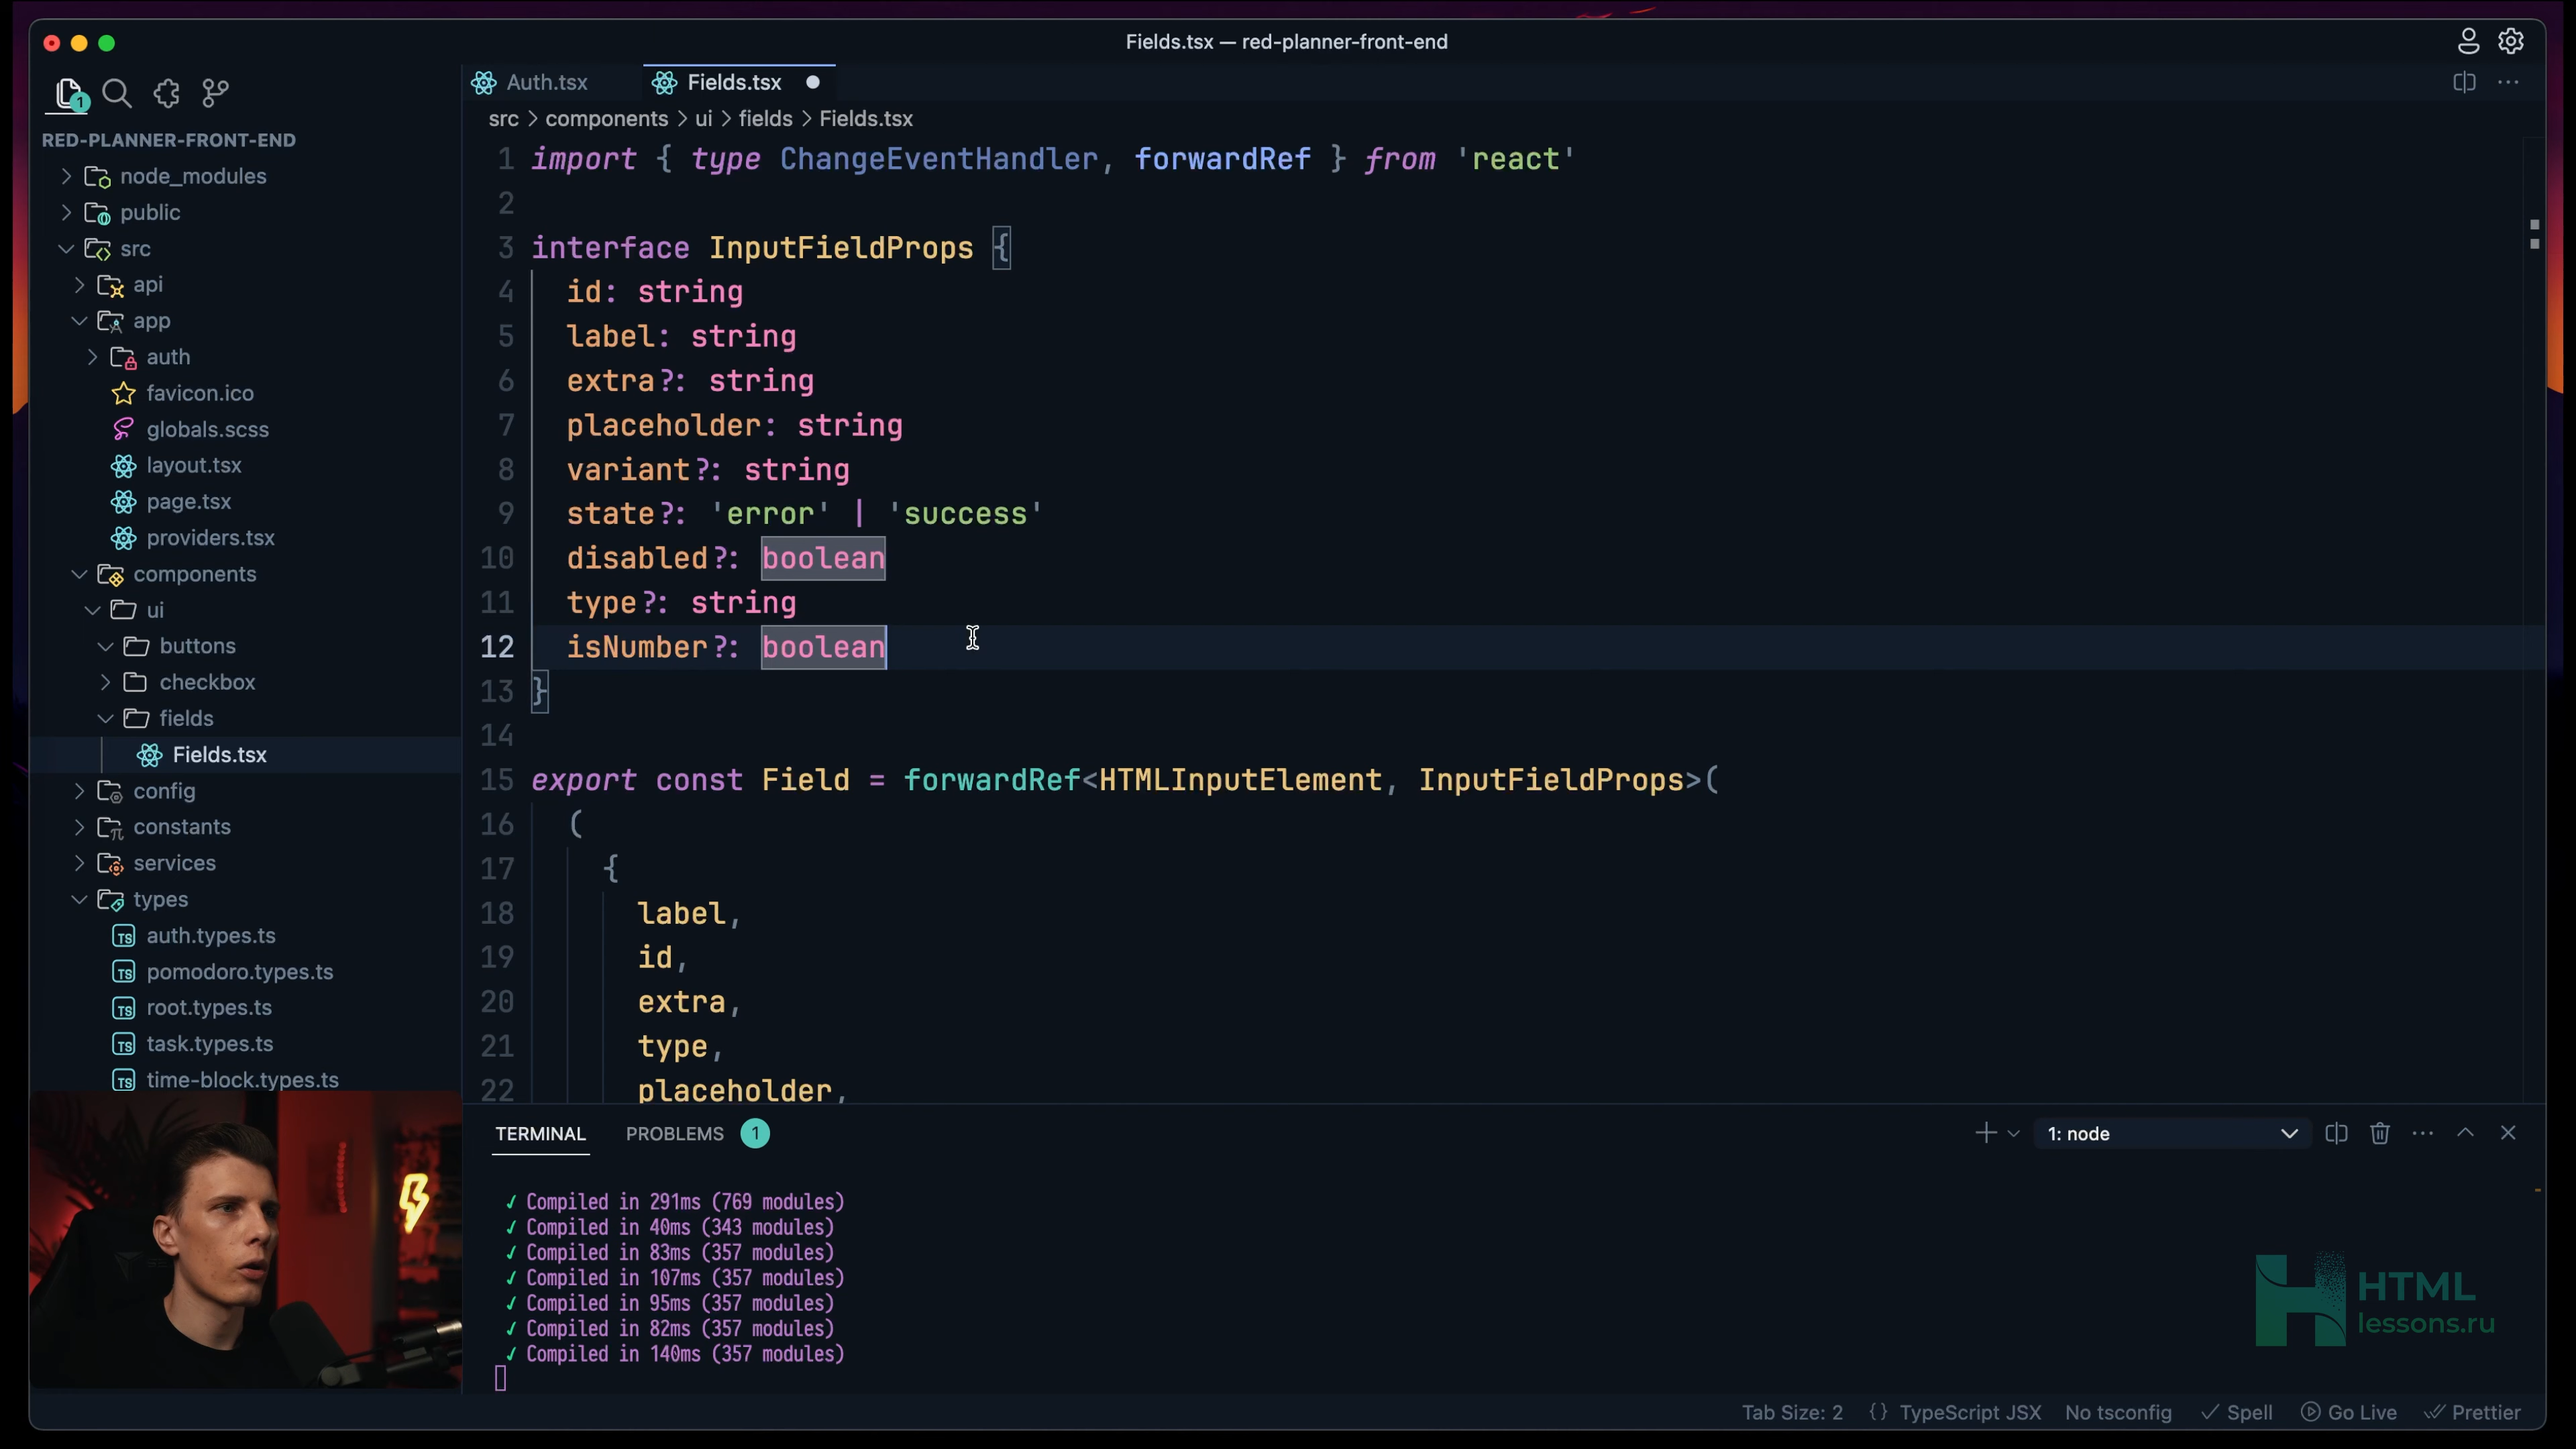 Fields.tsx — red-planner-front-end
1
Auth.tsx
Fields.tsx
src > components > ui > fields > Fields.tsx
RED-PLANNER-FRONT-END
node_modules
public
src
api
app
auth
favicon.ico
globals.scss
layout.tsx
page.tsx
providers.tsx
components
ui
buttons
checkbox
fields
Fields.tsx
config
constants
services
types
TS auth.types.ts
TS pomodoro.types.ts
TS root.types.ts
TS task.types.ts
TS time-block.types.ts
1 import { type ChangeEventHandler, forwardRef } from 'react'
2
3 interface InputFieldProps {
4 id: string
5 label: string
6 extra?: string
7 placeholder: string
8 variant?: string
9 state?: 'error' | 'success'
10 disabled?: boolean
11 type?: string
12 isNumber?: boolean
13 }
14
15 export const Field = forwardRef<HTMLInputElement, InputFieldProps>(
16 (
17 {
18 label,
19 id,
20 extra,
21 type,
22 placeholder,
TERMINAL
PROBLEMS 1
1: node
✓ Compiled in 291ms (769 modules)
✓ Compiled in 40ms (343 modules)
✓ Compiled in 83ms (357 modules)
✓ Compiled in 107ms (357 modules)
✓ Compiled in 95ms (357 modules)
✓ Compiled in 82ms (357 modules)
✓ Compiled in 140ms (357 modules)
HTML
lessons.ru
Tab Size: 2 {} TypeScript JSX No tsconfig ✓ Spell Go Live Prettier